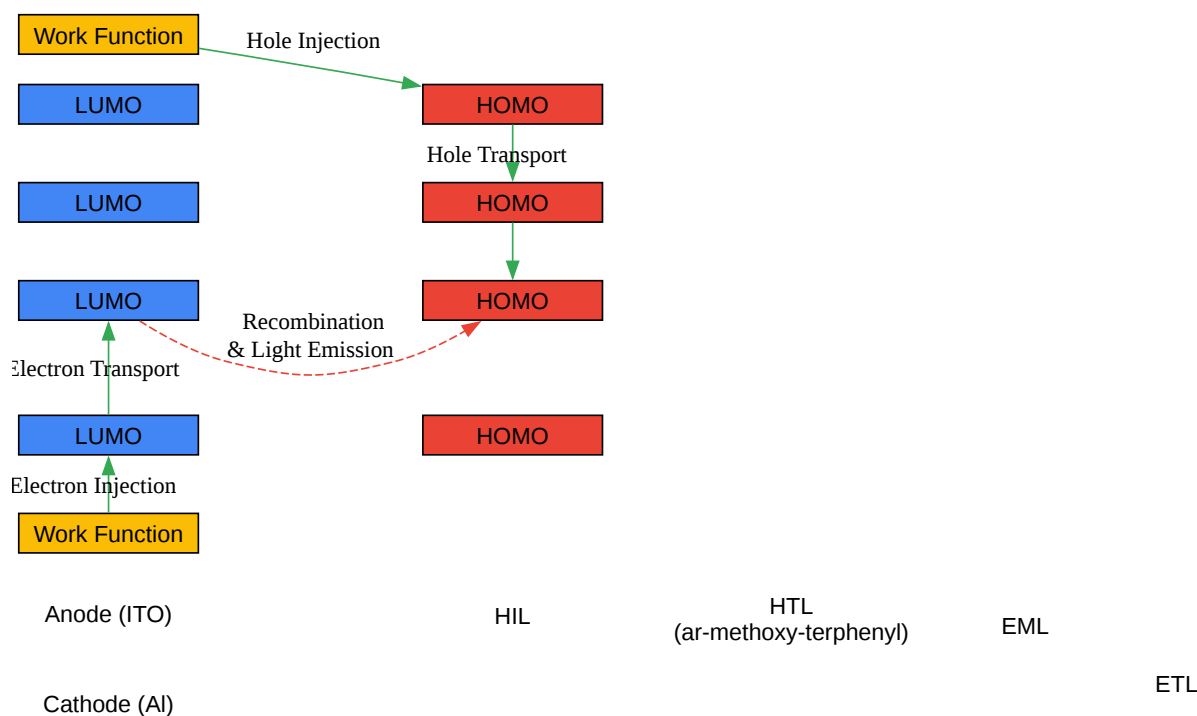 Work Function
Hole Injection
LUMO
HOMO
Hole Transport
LUMO
HOMO
LUMO
HOMO
Recombination
& Light Emission
Electron Transport
LUMO
HOMO
Electron Injection
Work Function
Anode (ITO)
HIL
HTL
(ar-methoxy-terphenyl)
EML
ETL
Cathode (Al)